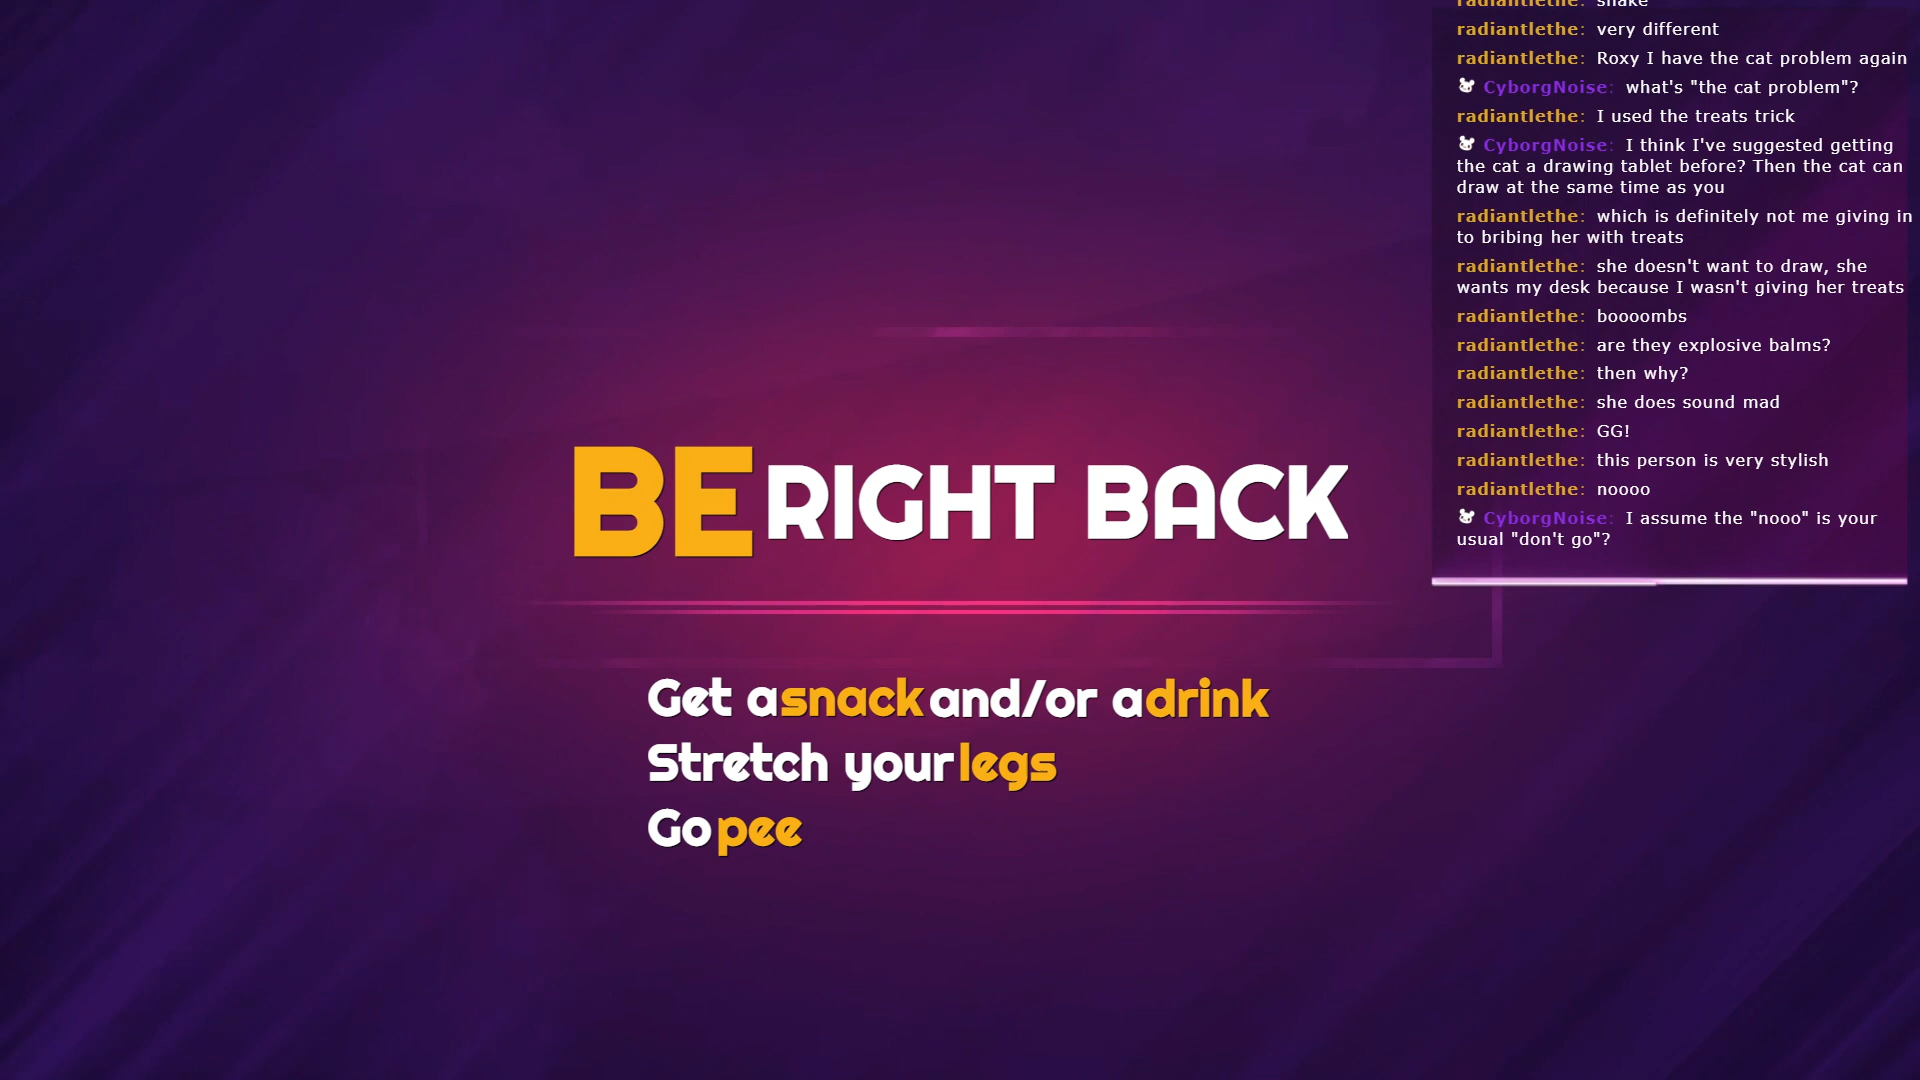 BE RIGHT BACK
Get a snack and/or a drink
Stretch your legs
Go pee
radiantlethe: snake
radiantlethe: very different
radiantlethe: Roxy I have the cat problem again
CyborgNoise: what's "the cat problem"?
radiantlethe: I used the treats trick
CyborgNoise: I think I've suggested getting
the cat a drawing tablet before? Then the cat can
draw at the same time as you
radiantlethe: which is definitely not me giving in
to bribing her with treats
radiantlethe: she doesn't want to draw, she
wants my desk because I wasn't giving her treats
radiantlethe: boooombs
radiantlethe: are they explosive balms?
radiantlethe: then why?
radiantlethe: she does sound mad
radiantlethe: GG!
radiantlethe: this person is very stylish
radiantlethe: noooo
CyborgNoise: I assume the "nooo" is your
usual "don't go"?